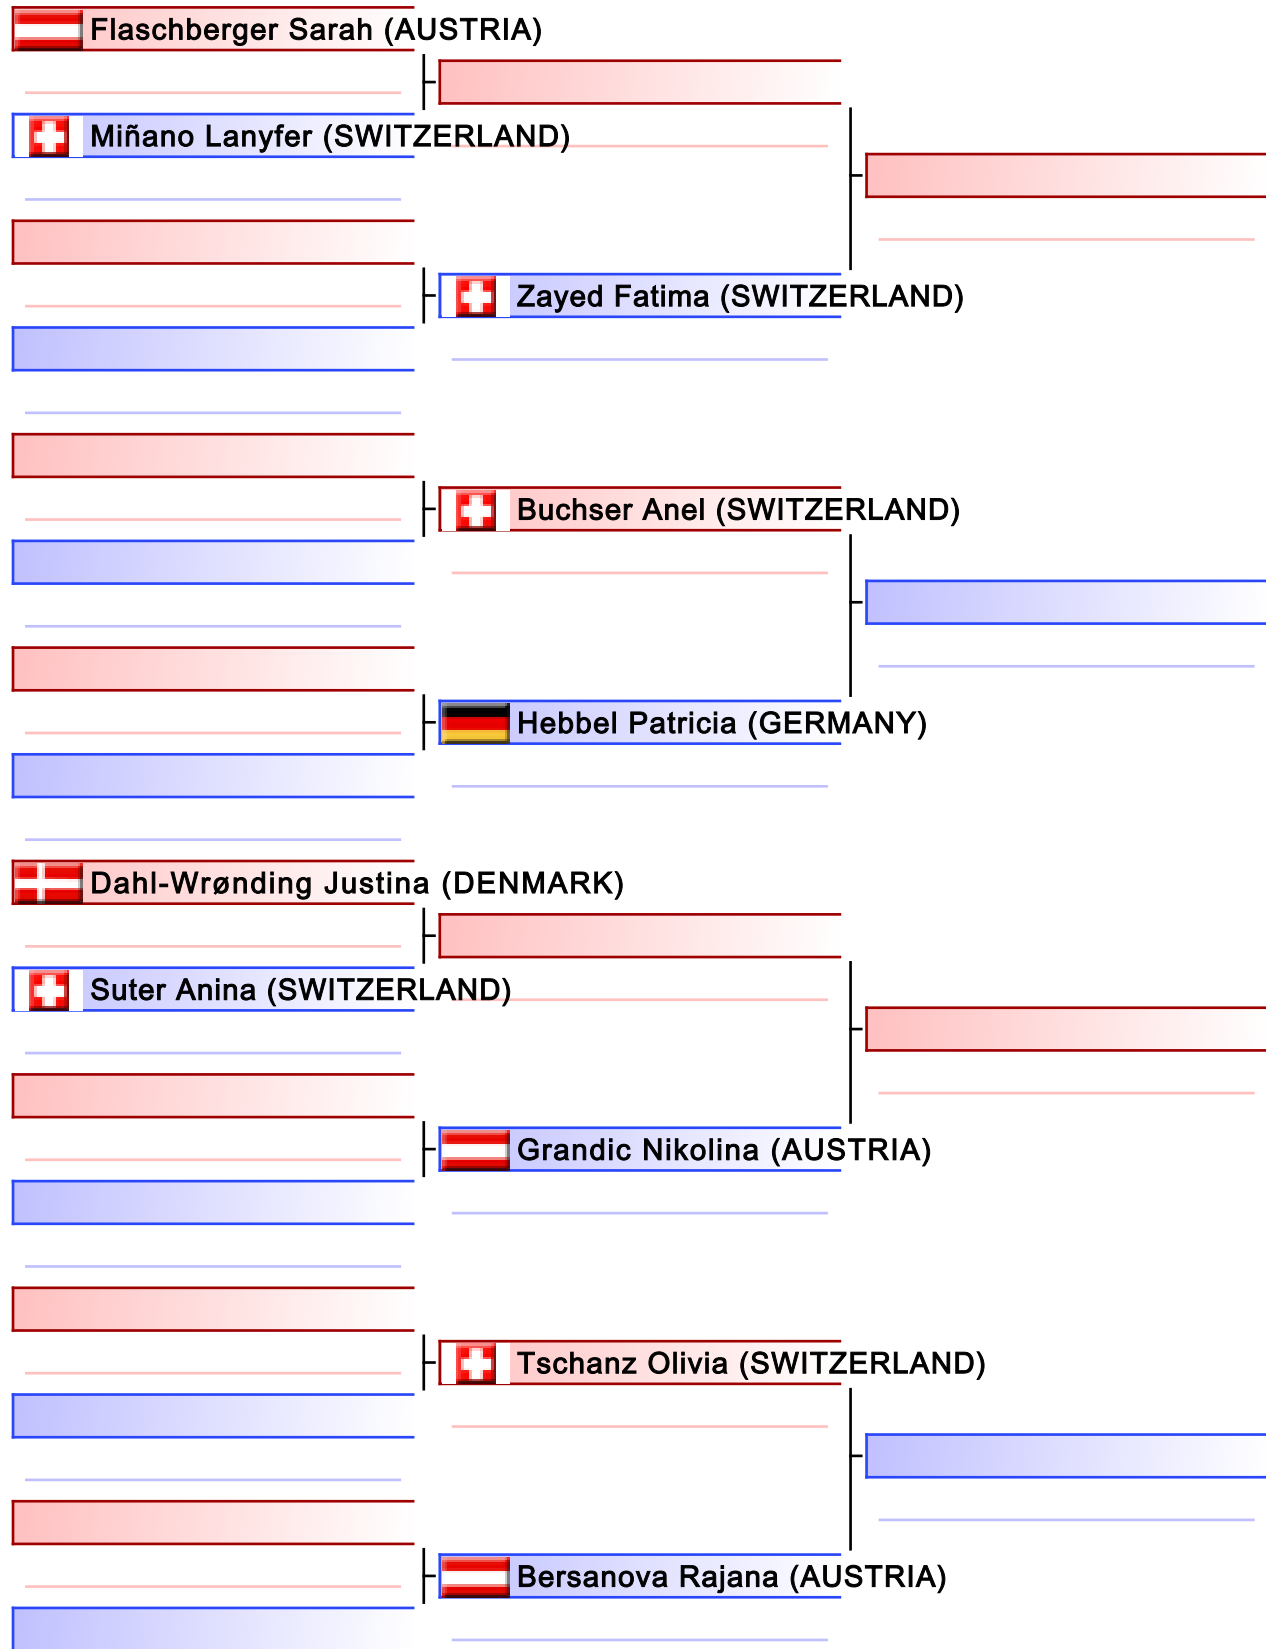 Flaschberger Sarah (AUSTRIA)
Miñano Lanyfer (SWITZERLAND)
Zayed Fatima (SWITZERLAND)
Buchser Anel (SWITZERLAND)
Hebbel Patricia (GERMANY)
Dahl-Wrønding Justina (DENMARK)
Suter Anina (SWITZERLAND)
Grandic Nikolina (AUSTRIA)
Tschanz Olivia (SWITZERLAND)
Bersanova Rajana (AUSTRIA)